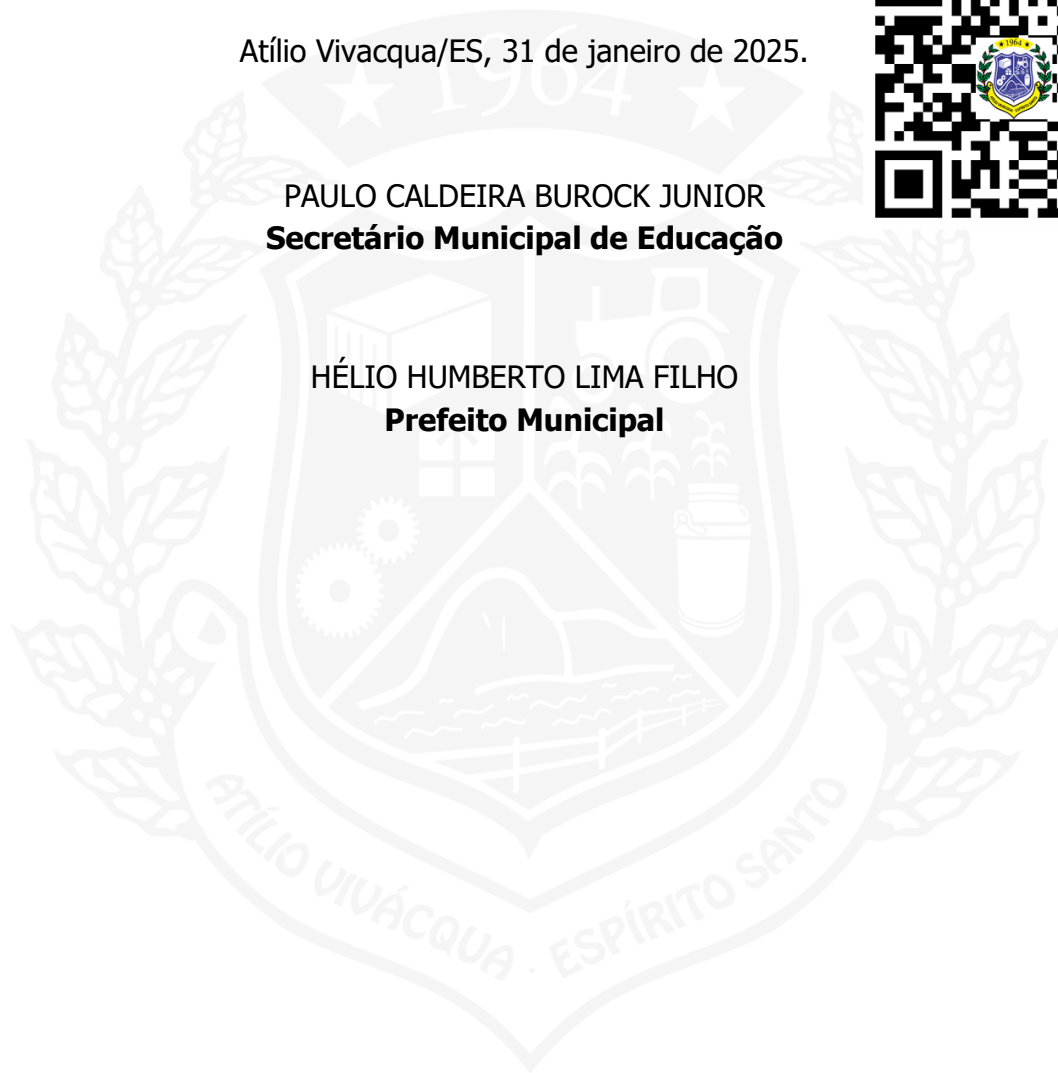 1964
Atílio Vivacqua/ES, 31 de janeiro de 2025.
PAULO CALDEIRA BUROCK JUNIOR
Secretário Municipal de Educação
HÉLIO HUMBERTO LIMA FILHO
Prefeito Municipal
ATÍLIO VIVÁCQUA . ESPÍRITO SANTO
★ 1964 ★